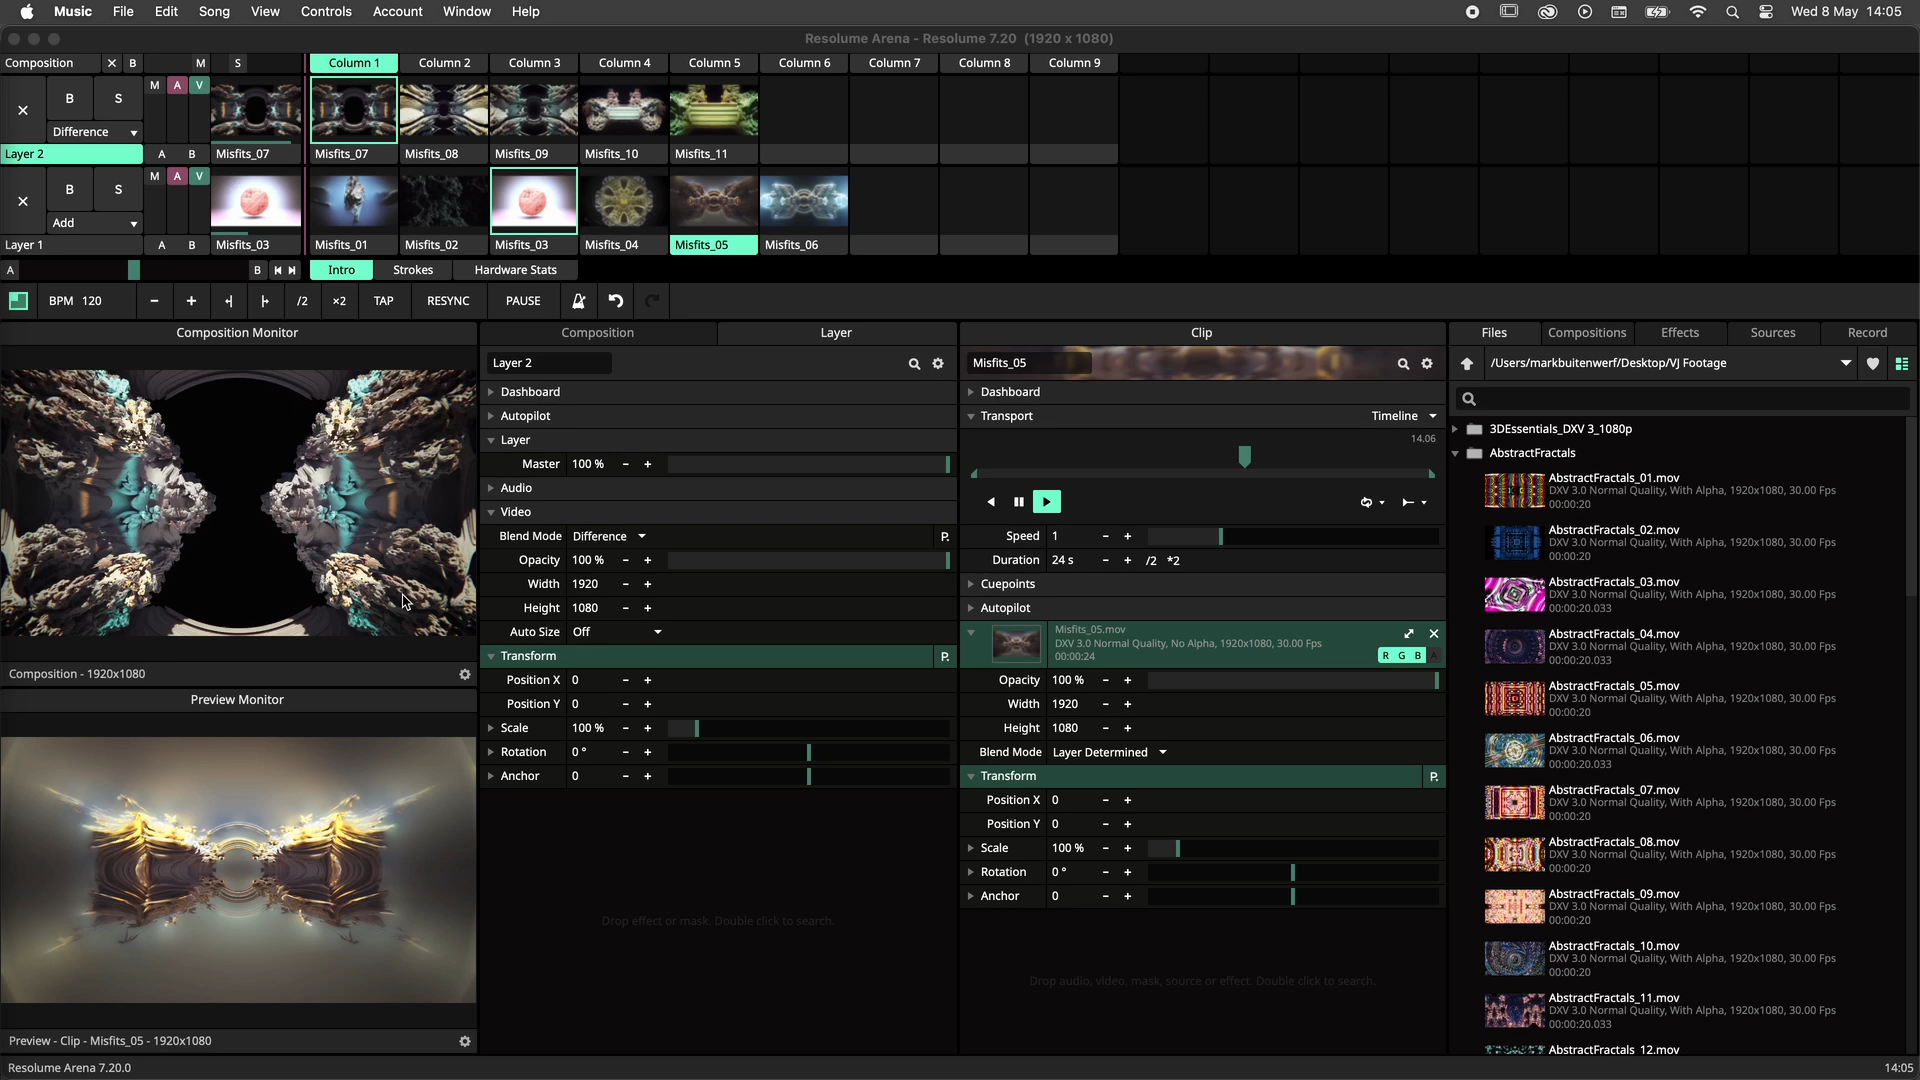 Music File Edit Song View Controls Account Window Help Wed 8 May 14:05
Resolume Arena - Resolume 7.20 (1920 x 1080)
Composition B M S Column 1 Column 2 Column 3 Column 4 Column 5 Column 6 Column 7 Column 8 Column 9
B S M A V
Difference
Layer 2 A B Misfits_07 Misfits_07 Misfits_08 Misfits_09 Misfits_10 Misfits_11
B S M A V
Add
Layer 1 A B Misfits_03 Misfits_01 Misfits_02 Misfits_03 Misfits_04 Misfits_05 Misfits_06
A B Intro Strokes Hardware Stats
BPM 120 - + /2 ×2 TAP RESYNC PAUSE
Composition Monitor
Composition - 1920x1080
Preview Monitor
Preview - Clip - Misfits_05 - 1920x1080
Composition Layer
Layer 2
Dashboard
Autopilot
Layer
Master 100 % - +
Audio
Video
Blend Mode Difference P.
Opacity 100 % - +
Width 1920 - +
Height 1080 - +
Auto Size Off
Transform P.
Position X 0 - +
Position Y 0 - +
Scale 100 % - +
Rotation 0 ° - +
Anchor 0 - +
Drop effect or mask. Double click to search.
Clip
Misfits_05
Dashboard
Transport Timeline
14.06
Speed 1 - +
Duration 24 s - + /2 *2
Cuepoints
Autopilot
Misfits_05.mov
DXV 3.0 Normal Quality, No Alpha, 1920x1080, 30.00 Fps
00:00:24 R G B A
Opacity 100 % - +
Width 1920 - +
Height 1080 - +
Blend Mode Layer Determined
Transform P.
Position X 0 - +
Position Y 0 - +
Scale 100 % - +
Rotation 0 ° - +
Anchor 0 - +
Drop audio, video, mask, source or effect. Double click to search.
Files Compositions Effects Sources Record
/Users/markbuitenwerf/Desktop/VJ Footage
3DEssentials_DXV 3_1080p
AbstractFractals
AbstractFractals_01.mov
DXV 3.0 Normal Quality, With Alpha, 1920x1080, 30.00 Fps
00:00:20
AbstractFractals_02.mov
DXV 3.0 Normal Quality, With Alpha, 1920x1080, 30.00 Fps
00:00:20
AbstractFractals_03.mov
DXV 3.0 Normal Quality, With Alpha, 1920x1080, 30.00 Fps
00:00:20.033
AbstractFractals_04.mov
DXV 3.0 Normal Quality, With Alpha, 1920x1080, 30.00 Fps
00:00:20.033
AbstractFractals_05.mov
DXV 3.0 Normal Quality, With Alpha, 1920x1080, 30.00 Fps
00:00:20
AbstractFractals_06.mov
DXV 3.0 Normal Quality, With Alpha, 1920x1080, 30.00 Fps
00:00:20.033
AbstractFractals_07.mov
DXV 3.0 Normal Quality, With Alpha, 1920x1080, 30.00 Fps
00:00:20
AbstractFractals_08.mov
DXV 3.0 Normal Quality, With Alpha, 1920x1080, 30.00 Fps
00:00:20
AbstractFractals_09.mov
DXV 3.0 Normal Quality, With Alpha, 1920x1080, 30.00 Fps
00:00:20
AbstractFractals_10.mov
DXV 3.0 Normal Quality, With Alpha, 1920x1080, 30.00 Fps
00:00:20
AbstractFractals_11.mov
DXV 3.0 Normal Quality, With Alpha, 1920x1080, 30.00 Fps
00:00:20.033
AbstractFractals_12.mov
Resolume Arena 7.20.0 14:05